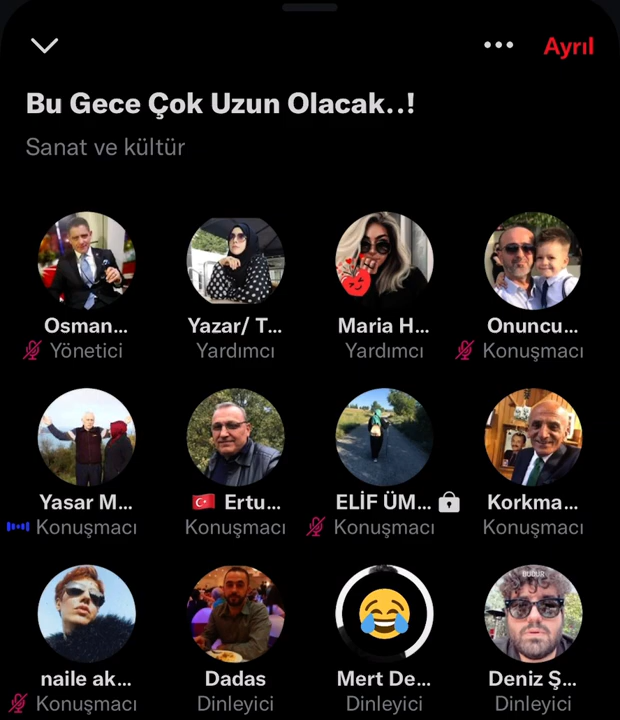 Ayrıl
Bu Gece Çok Uzun Olacak..!
Sanat ve kültür
Osman...
Yazar/ T...
Maria H...
Onuncu...
Yönetici
Yardımcı
Yardımcı
Konuşmacı
Yasar M...
Ertu...
ELİF ÜM...
Korkma...
Konuşmacı
Konuşmacı
Konuşmacı
Konuşmacı
BUDUR
naile ak...
Dadas
Mert De...
Deniz Ş...
Konuşmacı
Dinleyici
Dinleyici
Dinleyici